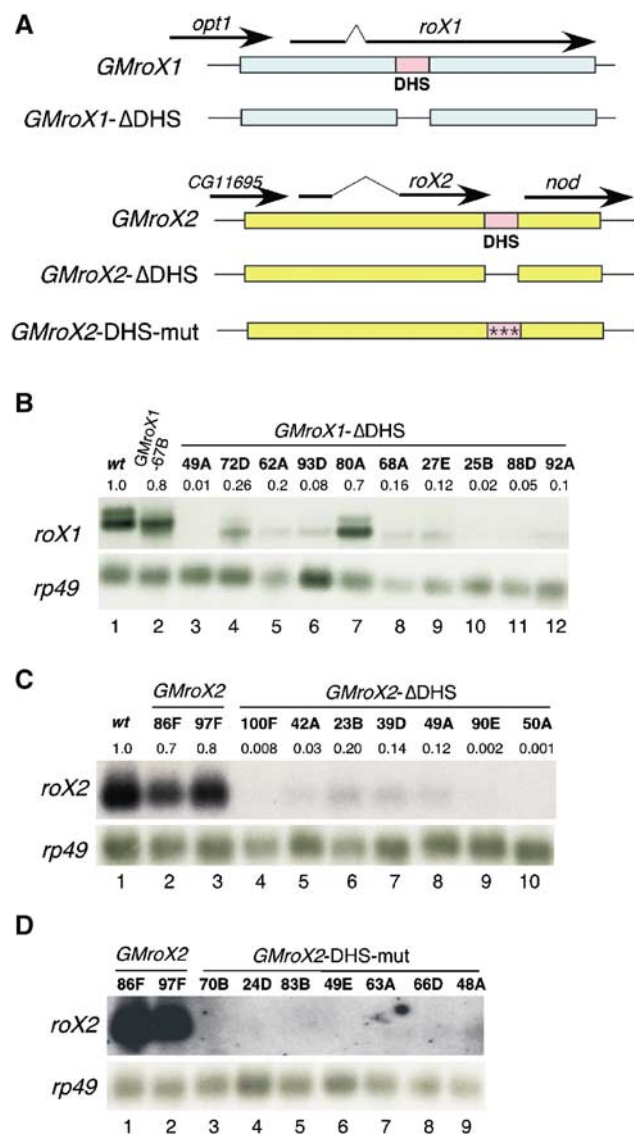 A
opt1 roX1
GMroX1
DHS
GMroX1-ΔDHS
CG11695 roX2 nod
GMroX2
DHS
GMroX2-ΔDHS
GMroX2-DHS-mut ***
B
GMroX1-ΔDHS
wt GMroX1-67B 49A 72D 62A 93D 80A 68A 27E 25B 88D 92A
1.0 0.8 0.01 0.26 0.2 0.08 0.7 0.16 0.12 0.02 0.05 0.1
roX1
rp49
1 2 3 4 5 6 7 8 9 10 11 12
C
GMroX2 GMroX2-ΔDHS
wt 86F 97F 100F 42A 23B 39D 49A 90E 50A
1.0 0.7 0.8 0.008 0.03 0.20 0.14 0.12 0.002 0.001
roX2
rp49
1 2 3 4 5 6 7 8 9 10
D
GMroX2 GMroX2-DHS-mut
86F 97F 70B 24D 83B 49E 63A 66D 48A
roX2
rp49
1 2 3 4 5 6 7 8 9